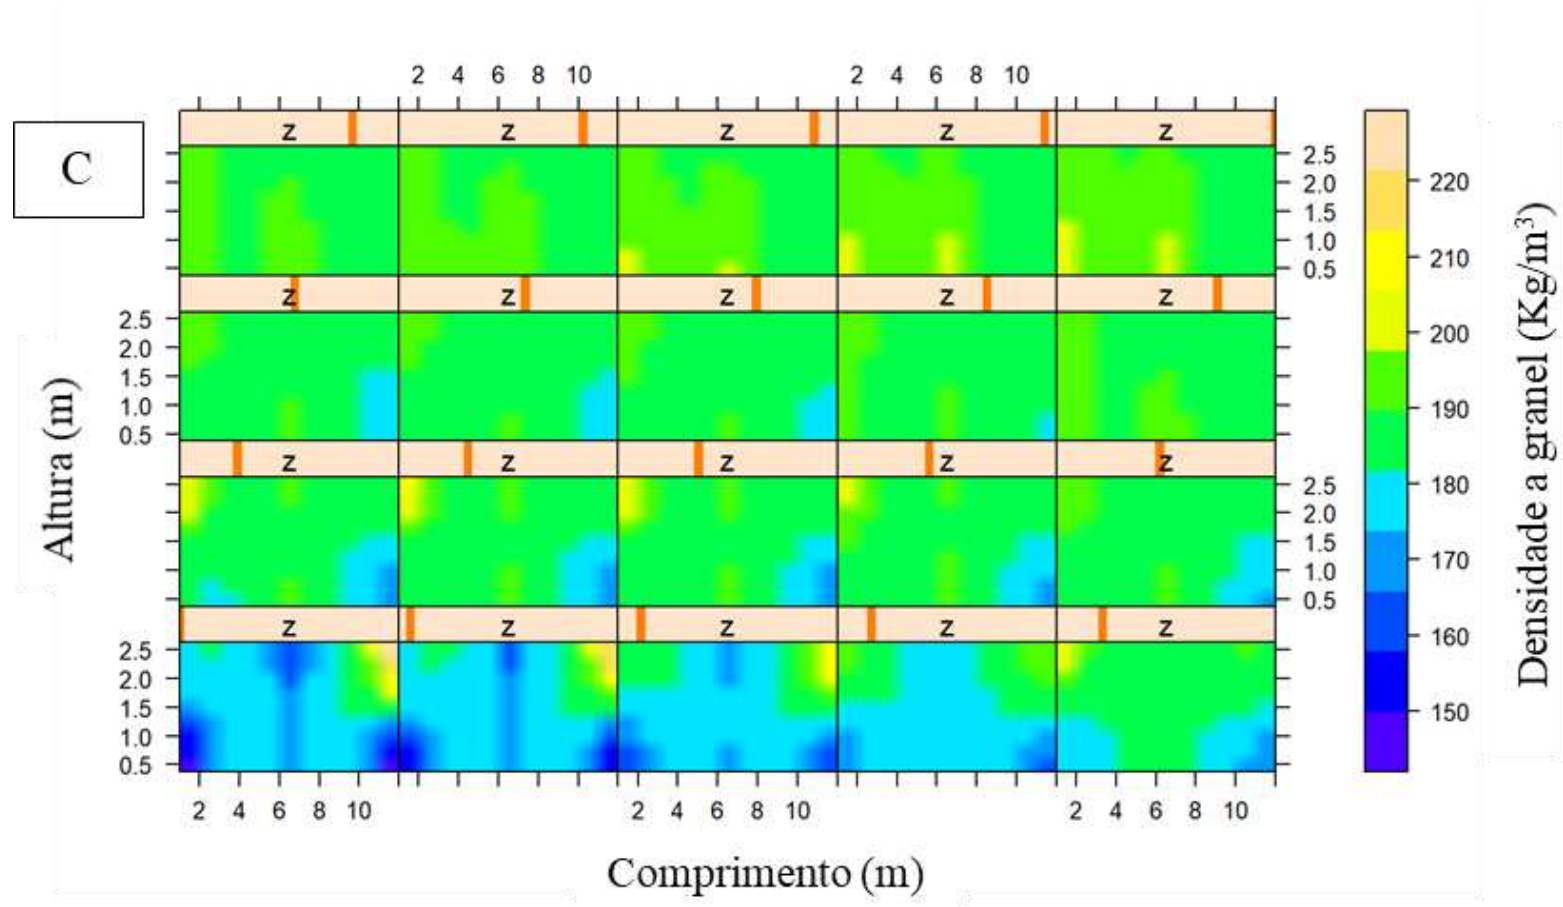 2 4 6 8 10 2 4 6 8 10
C
z z z z z
2.5
2.0
1.5
1.0
0.5
z z z z z
2.5
2.0
1.5
1.0
0.5
z z z z z
2.5
2.0
1.5
1.0
0.5
z z z z z
2.5
2.0
1.5
1.0
0.5
2 4 6 8 10 2 4 6 8 10 2 4 6 8 10
Altura (m)
Comprimento (m)
220
210
200
190
180
170
160
150
Densidade a granel (Kg/m³)